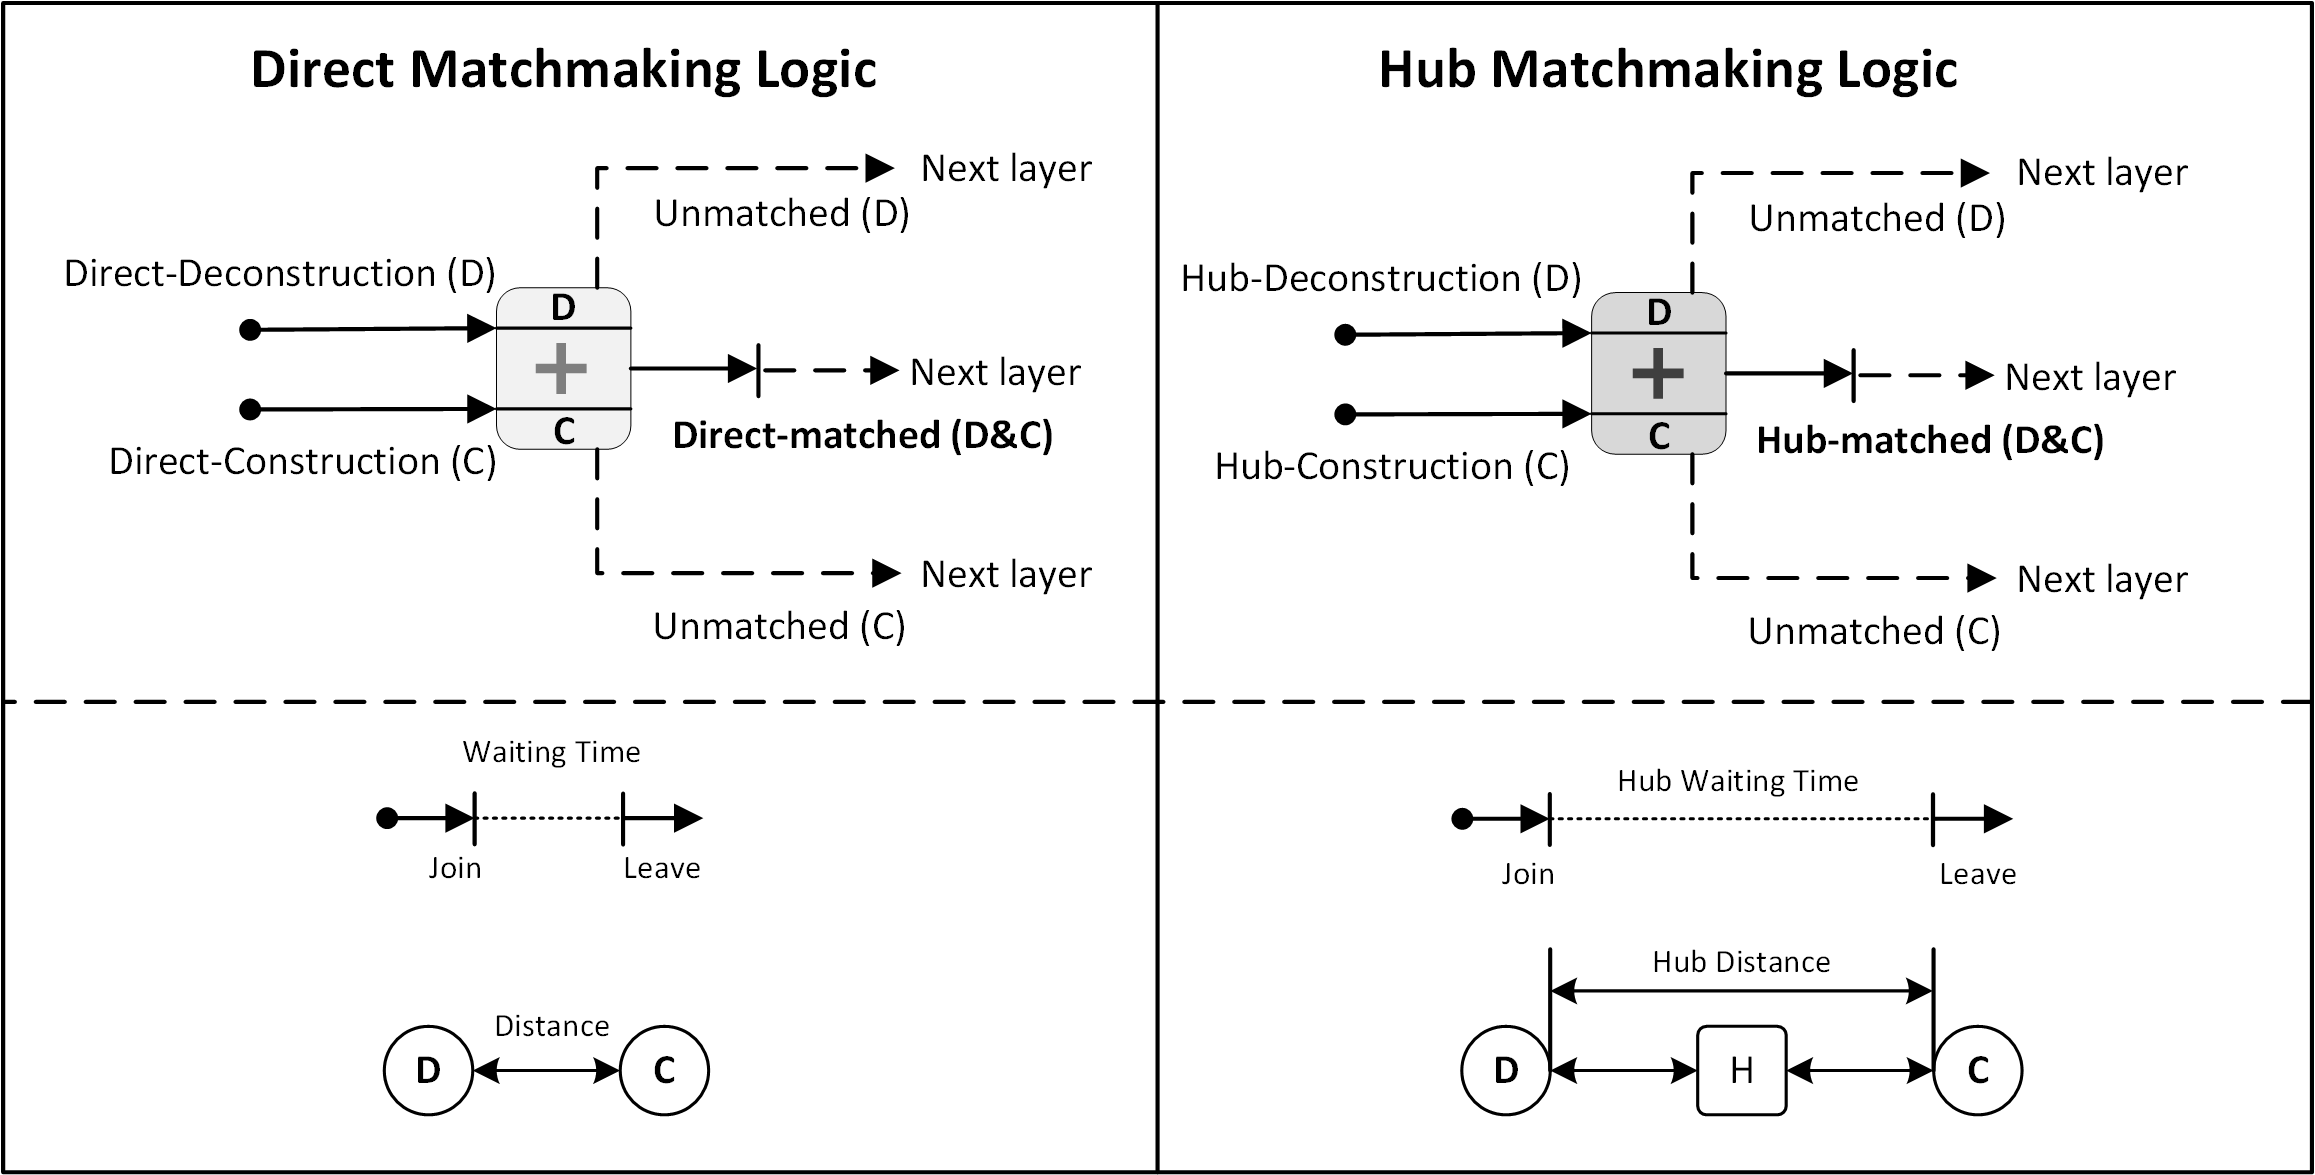 Direct Matchmaking Logic
Next layer
Unmatched (D)
Direct-Deconstruction (D)
D
+
Next layer
C
Direct-matched (D&C)
Direct-Construction (C)
Next layer
Unmatched (C)
Waiting Time
Join
Leave
Distance
D
C
Hub Matchmaking Logic
Next layer
Unmatched (D)
Hub-Deconstruction (D)
D
+
Next layer
C
Hub-matched (D&C)
Hub-Construction (C)
Next layer
Unmatched (C)
Hub Waiting Time
Join
Leave
Hub Distance
D
H
C